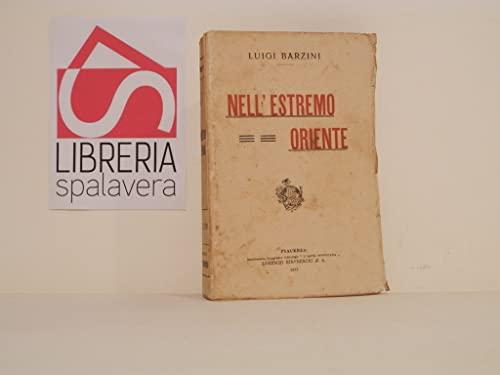 LIBRERIA
spalavera
LUIGI BARZINI
NELL'ESTREMO
ORIENTE
PIACENZA